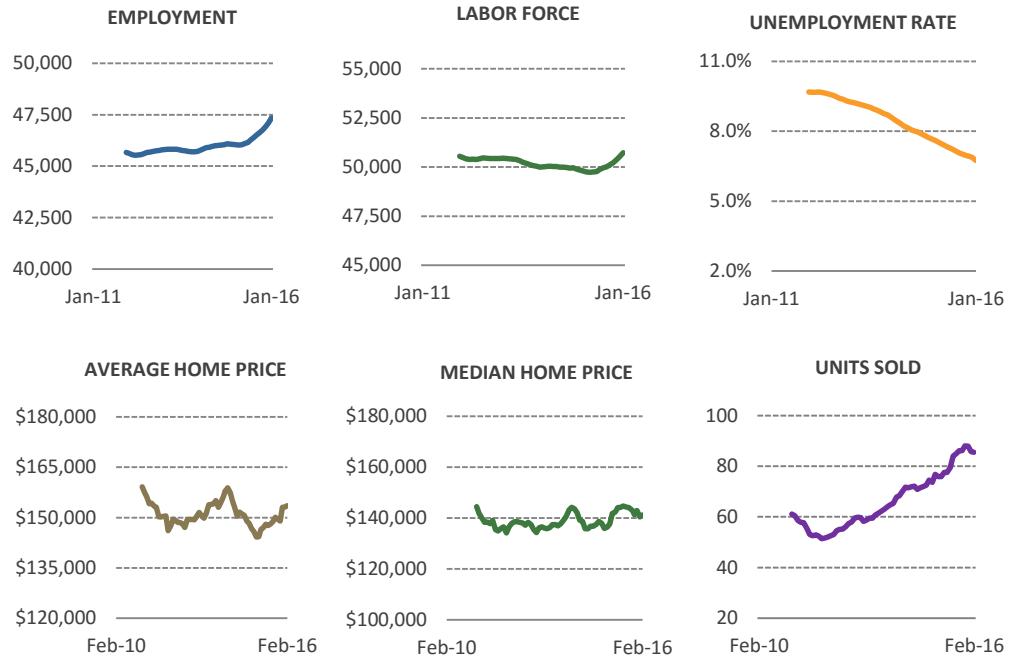 EMPLOYMENT
50,000
47,500
45,000
42,500
40,000
Jan-11 Jan-16
LABOR FORCE
55,000
52,500
50,000
47,500
45,000
Jan-11 Jan-16
UNEMPLOYMENT RATE
11.0%
8.0%
5.0%
2.0%
Jan-11 Jan-16
AVERAGE HOME PRICE
$180,000
$165,000
$150,000
$135,000
$120,000
Feb-10 Feb-16
MEDIAN HOME PRICE
$180,000
$160,000
$140,000
$120,000
$100,000
Feb-10 Feb-16
UNITS SOLD
100
80
60
40
20
Feb-10 Feb-16